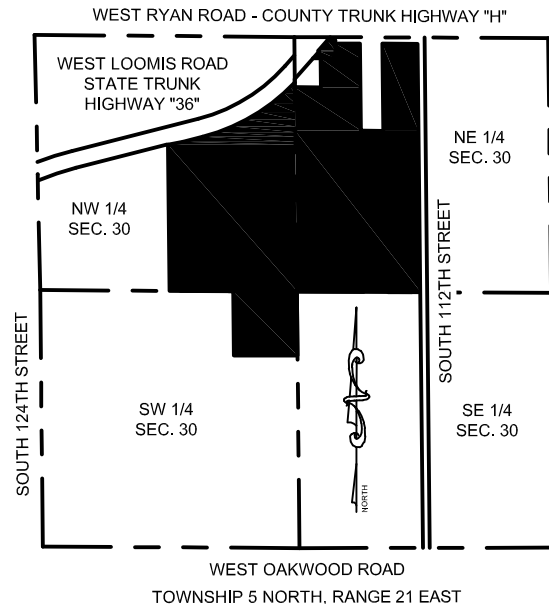 WEST RYAN ROAD - COUNTY TRUNK HIGHWAY "H"
WEST LOOMIS ROAD
STATE TRUNK
HIGHWAY "36"
NE 1/4
SEC. 30
NW 1/4
SEC. 30
SOUTH 112TH STREET
SOUTH 124TH STREET
SW 1/4
SEC. 30
SE 1/4
SEC. 30
NORTH
WEST OAKWOOD ROAD
TOWNSHIP 5 NORTH, RANGE 21 EAST